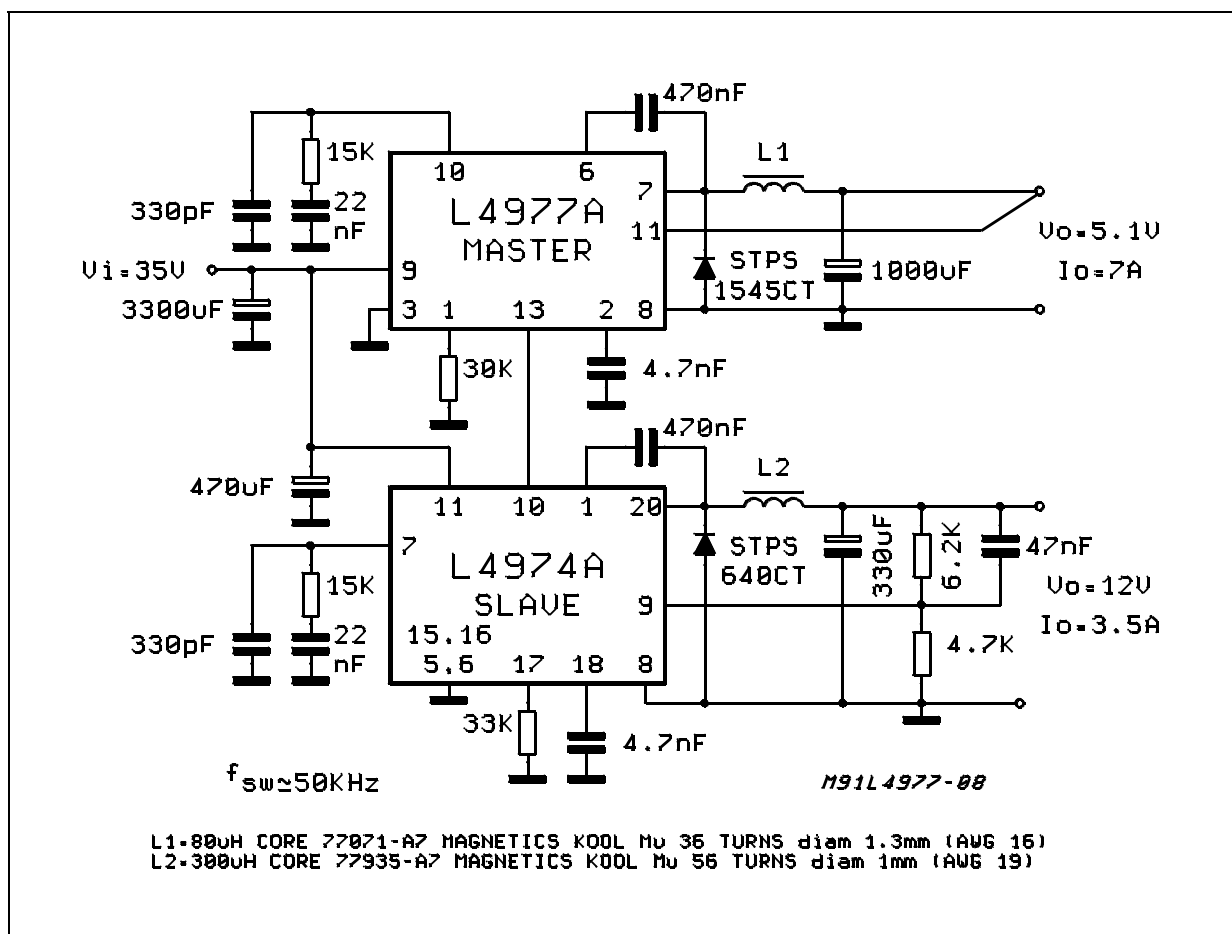 470nF
L1
15K
10
6
7
330pF
22
nF
L4977A
MASTER
11
Vo=5.1V
Vi=35V
9
STPS
1545CT
1000uF
Io=7A
3300uF
3
1
13
2
8
30K
4.7nF
470nF
L2
470uF
11
10
1
20
7
L4974A
SLAVE
STPS
640CT
330uF
6.2K
47nF
15K
9
Vo=12V
Io=3.5A
330pF
22
nF
15.16
5.6
17
18
8
4.7K
33K
4.7nF
fsw≃50KHz
M91L4977-08
L1=80uH CORE 77071-A7 MAGNETICS KOOL Mu 36 TURNS diam 1.3mm (AWG 16)
L2=300uH CORE 77935-A7 MAGNETICS KOOL Mu 56 TURNS diam 1mm (AWG 19)